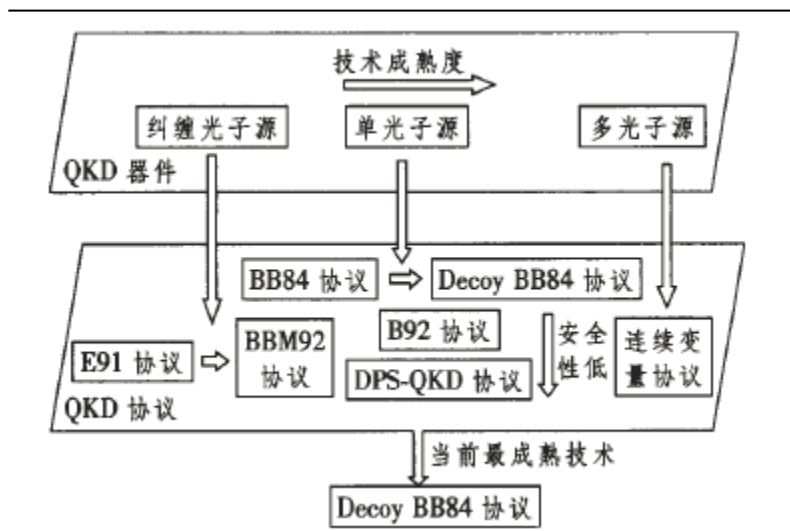 技术成熟度
纠缠光子源 单光子源 多光子源
QKD 器件
BB84 协议 Decoy BB84 协议
B92 协议
E91 协议
BBM92
协议
DPS-QKD 协议
安全
性低
连续变
量协议
QKD 协议
当前最成熟技术
Decoy BB84 协议